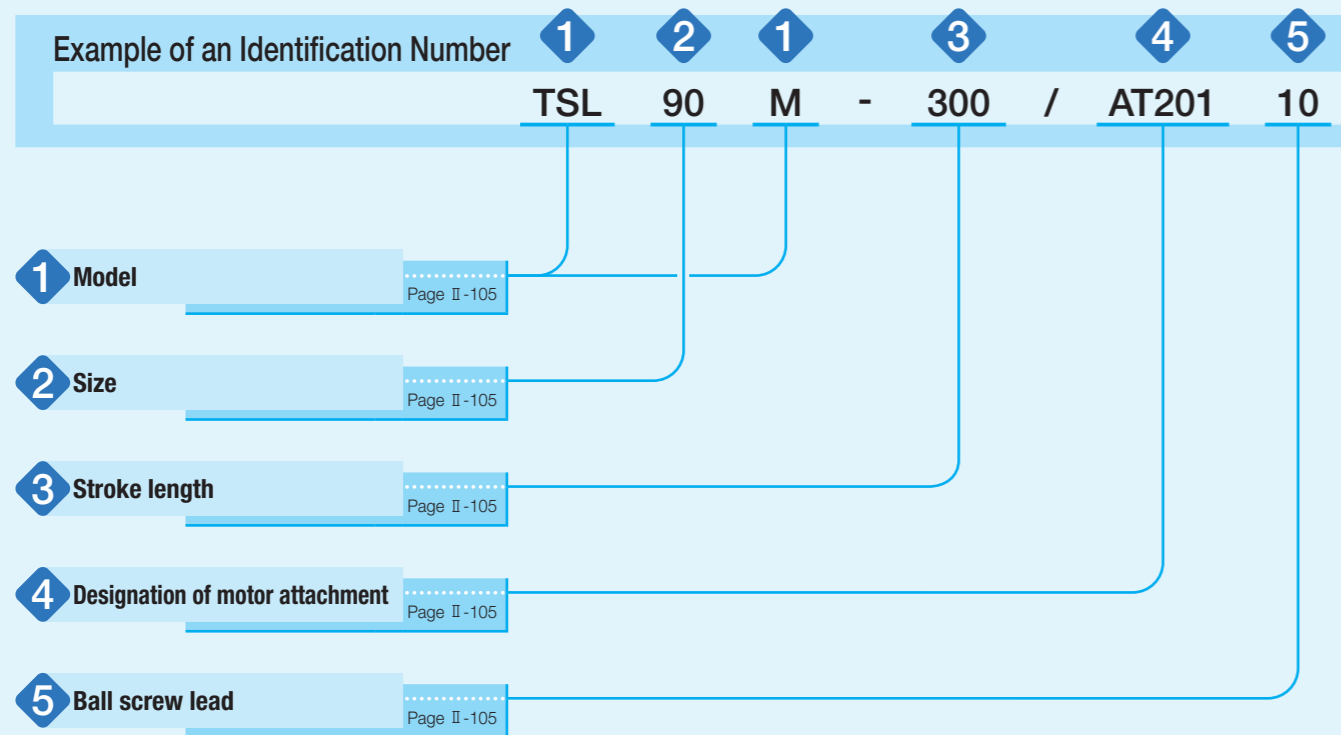 Example of an Identification Number 1 2 1 3 4 5
TSL 90 M - 300 / AT201 10
1 Model
Page Ⅱ-105
2 Size
Page Ⅱ-105
3 Stroke length
Page Ⅱ-105
4 Designation of motor attachment
Page Ⅱ-105
5 Ball screw lead
Page Ⅱ-105